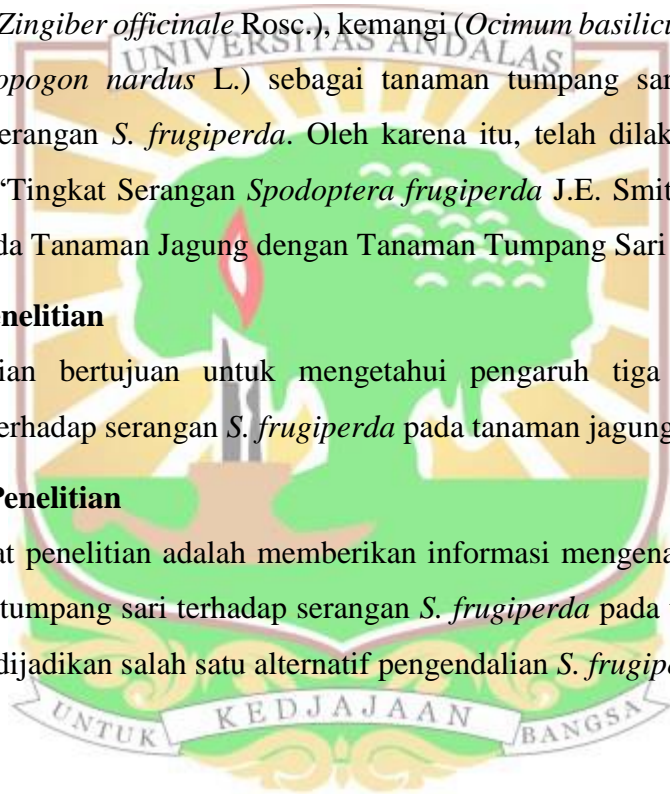 Zingiber officinale Rosc.), kemangi (Ocimum basilicu
UNIVERSITAS ANDALAS
opogon nardus L.) sebagai tanaman tumpang sar
erangan S. frugiperda. Oleh karena itu, telah dilak
“Tingkat Serangan Spodoptera frugiperda J.E. Smit
da Tanaman Jagung dengan Tanaman Tumpang Sari
enelitian
ian bertujuan untuk mengetahui pengaruh tiga
erhadap serangan S. frugiperda pada tanaman jagung
Penelitian
at penelitian adalah memberikan informasi mengena
tumpang sari terhadap serangan S. frugiperda pada
dijadikan salah satu alternatif pengendalian S. frugipe
UNTUK KEDJAJAAN BANGSA